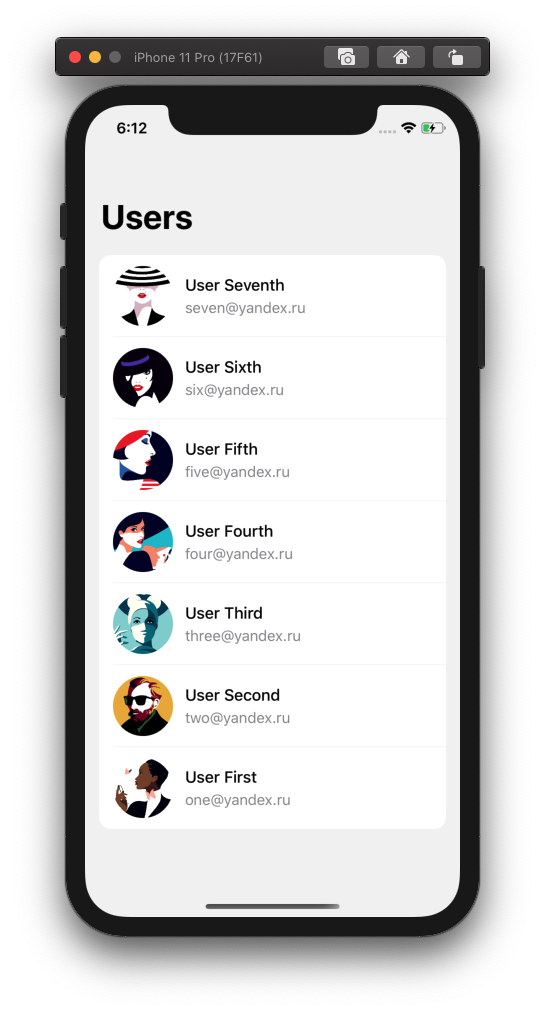 iPhone 11 Pro (17F61)
6:12
Users
User Seventh
seven@yandex.ru
User Sixth
six@yandex.ru
User Fifth
five@yandex.ru
User Fourth
four@yandex.ru
User Third
three@yandex.ru
User Second
two@yandex.ru
User First
one@yandex.ru